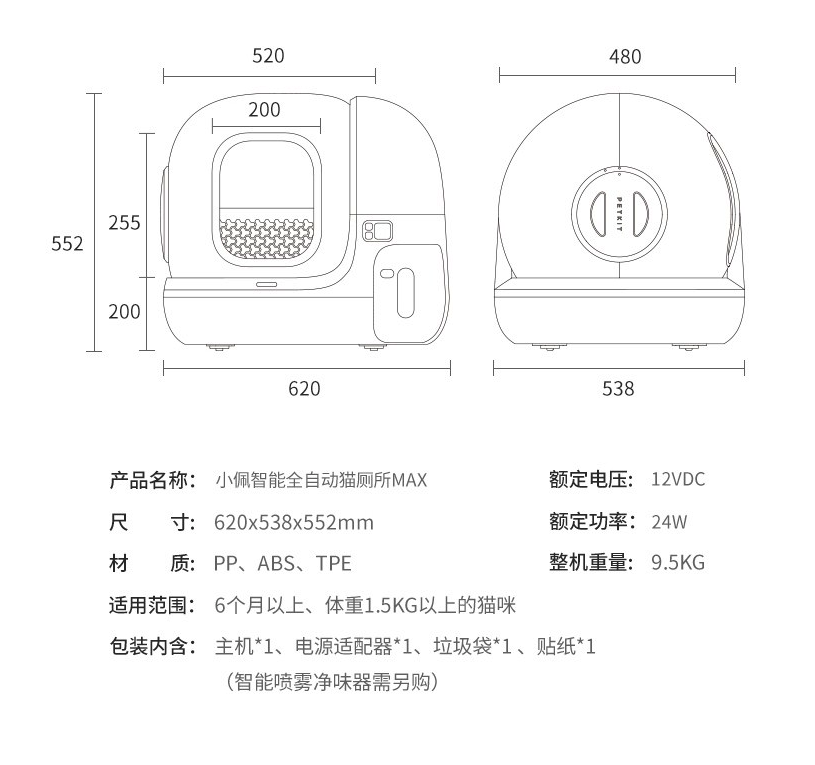 520
480
200
255
552
200
620
538
PETKIT
产品名称： 小佩智能全自动猫厕所MAX
额定电压: 12VDC
尺 寸: 620x538x552mm
额定功率： 24W
材 质: PP、ABS、TPE
整机重量: 9.5KG
适用范围： 6个月以上、体重1.5KG以上的猫咪
包装内含： 主机*1、电源适配器*1、垃圾袋*1 、贴纸*1
（智能喷雾净味器需另购）